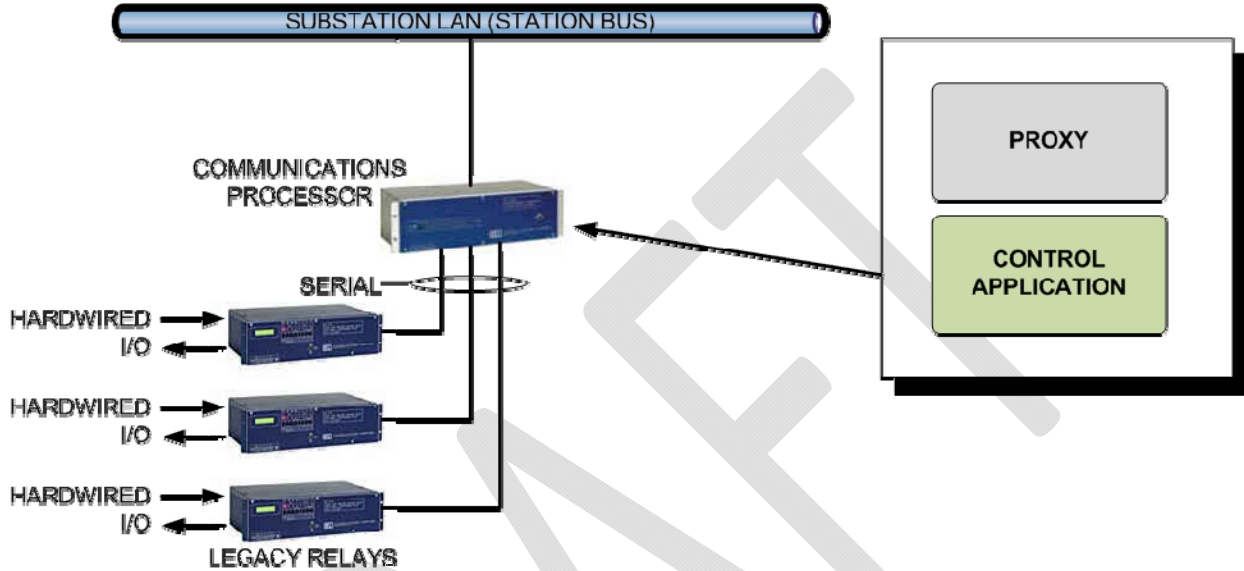 SUBSTATION LAN (STATION BUS)
COMMUNICATIONS
PROCESSOR
SERIAL
HARDWIRED
I/O
HARDWIRED
I/O
HARDWIRED
I/O
LEGACY RELAYS
PROXY
CONTROL
APPLICATION